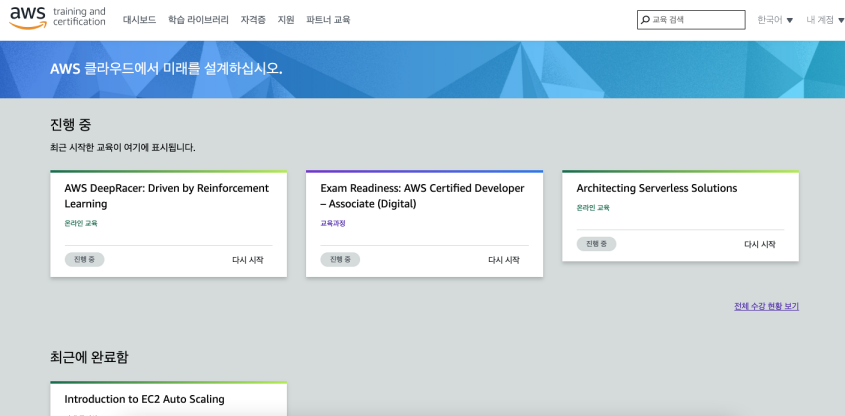 aws training and certification
대시보드 학습 라이브러리 자격증 지원 파트너 교육
교육 검색
한국어 ▼ 내 계정 ▼
AWS 클라우드에서 미래를 설계하십시오.
진행 중
최근 시작한 교육이 여기에 표시됩니다.
AWS DeepRacer: Driven by Reinforcement
Learning
온라인 교육
진행 중 다시 시작
Exam Readiness: AWS Certified Developer
– Associate (Digital)
교육과정
진행 중 다시 시작
Architecting Serverless Solutions
온라인 교육
진행 중 다시 시작
전체 수강 현황 보기
최근에 완료함
Introduction to EC2 Auto Scaling